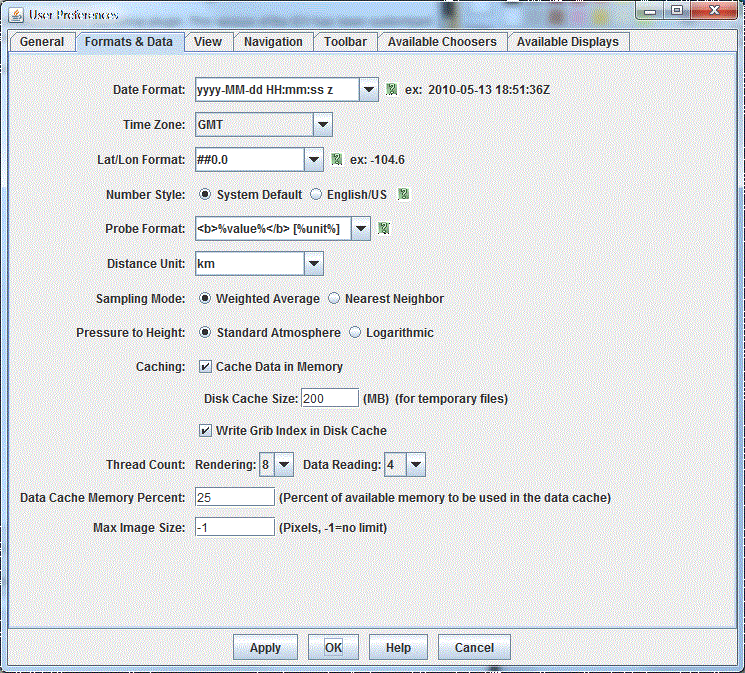 User Preferences
General Formats & Data View Navigation Toolbar Available Choosers Available Displays
Date Format: yyyy-MM-dd HH:mm:ss z ex: 2010-05-13 18:51:36Z
Time Zone: GMT
Lat/Lon Format: ##0.0 ex: -104.6
Number Style: System Default English/US
Probe Format: <b>%value%</b> [%unit%]
Distance Unit: km
Sampling Mode: Weighted Average Nearest Neighbor
Pressure to Height: Standard Atmosphere Logarithmic
Caching: Cache Data in Memory
Disk Cache Size: 200 (MB) (for temporary files)
Write Grib Index in Disk Cache
Thread Count: Rendering: 8 Data Reading: 4
Data Cache Memory Percent: 25 (Percent of available memory to be used in the data cache)
Max Image Size: -1 (Pixels, -1=no limit)
Apply OK Help Cancel